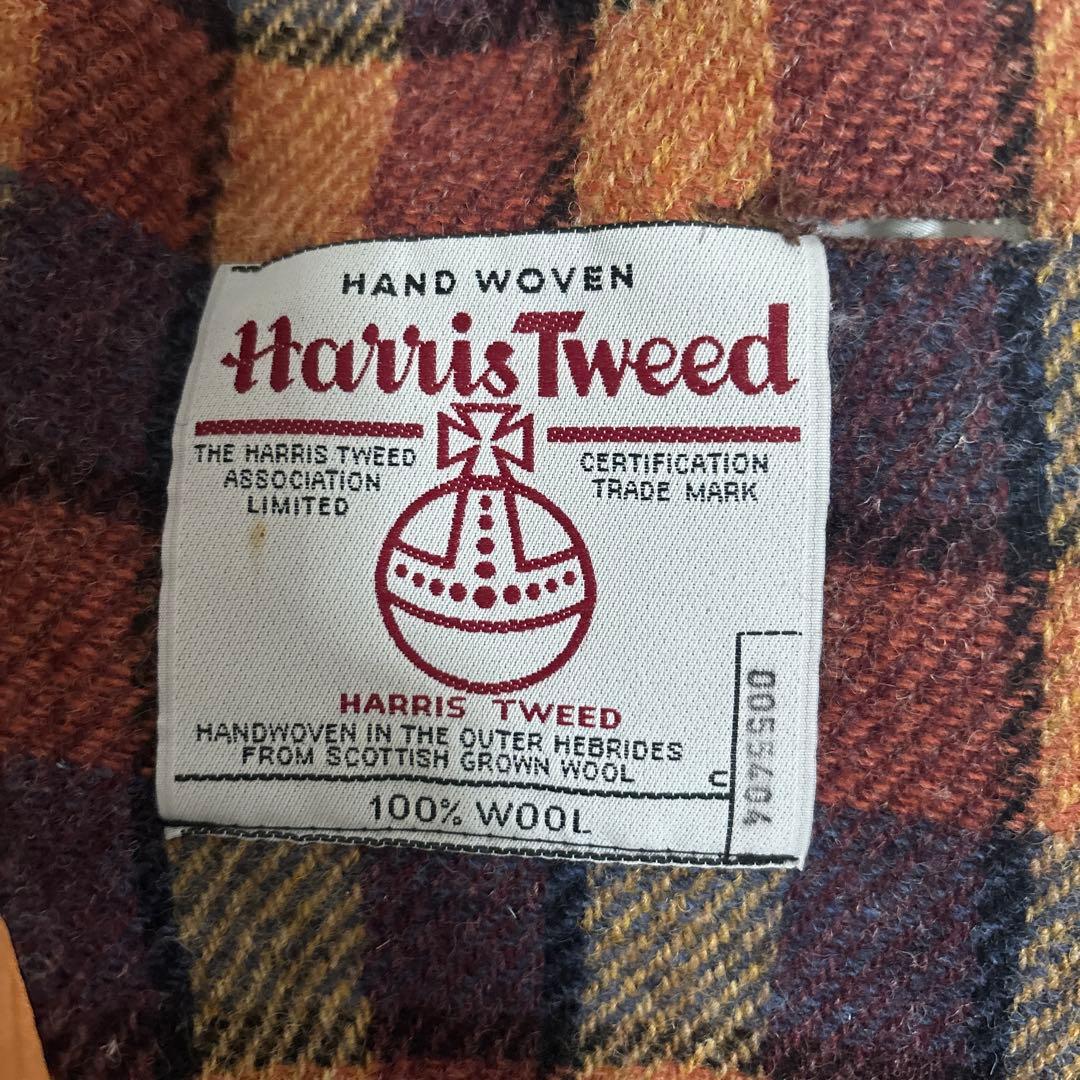 HAND WOVEN
Harris Tweed
THE HARRIS TWEED
ASSOCIATION
LIMITED
CERTIFICATION
TRADE MARK
HARRIS TWEED
HANDWOVEN IN THE OUTER HEBRIDES
FROM SCOTTISH GROWN WOOL
100% WOOL
C